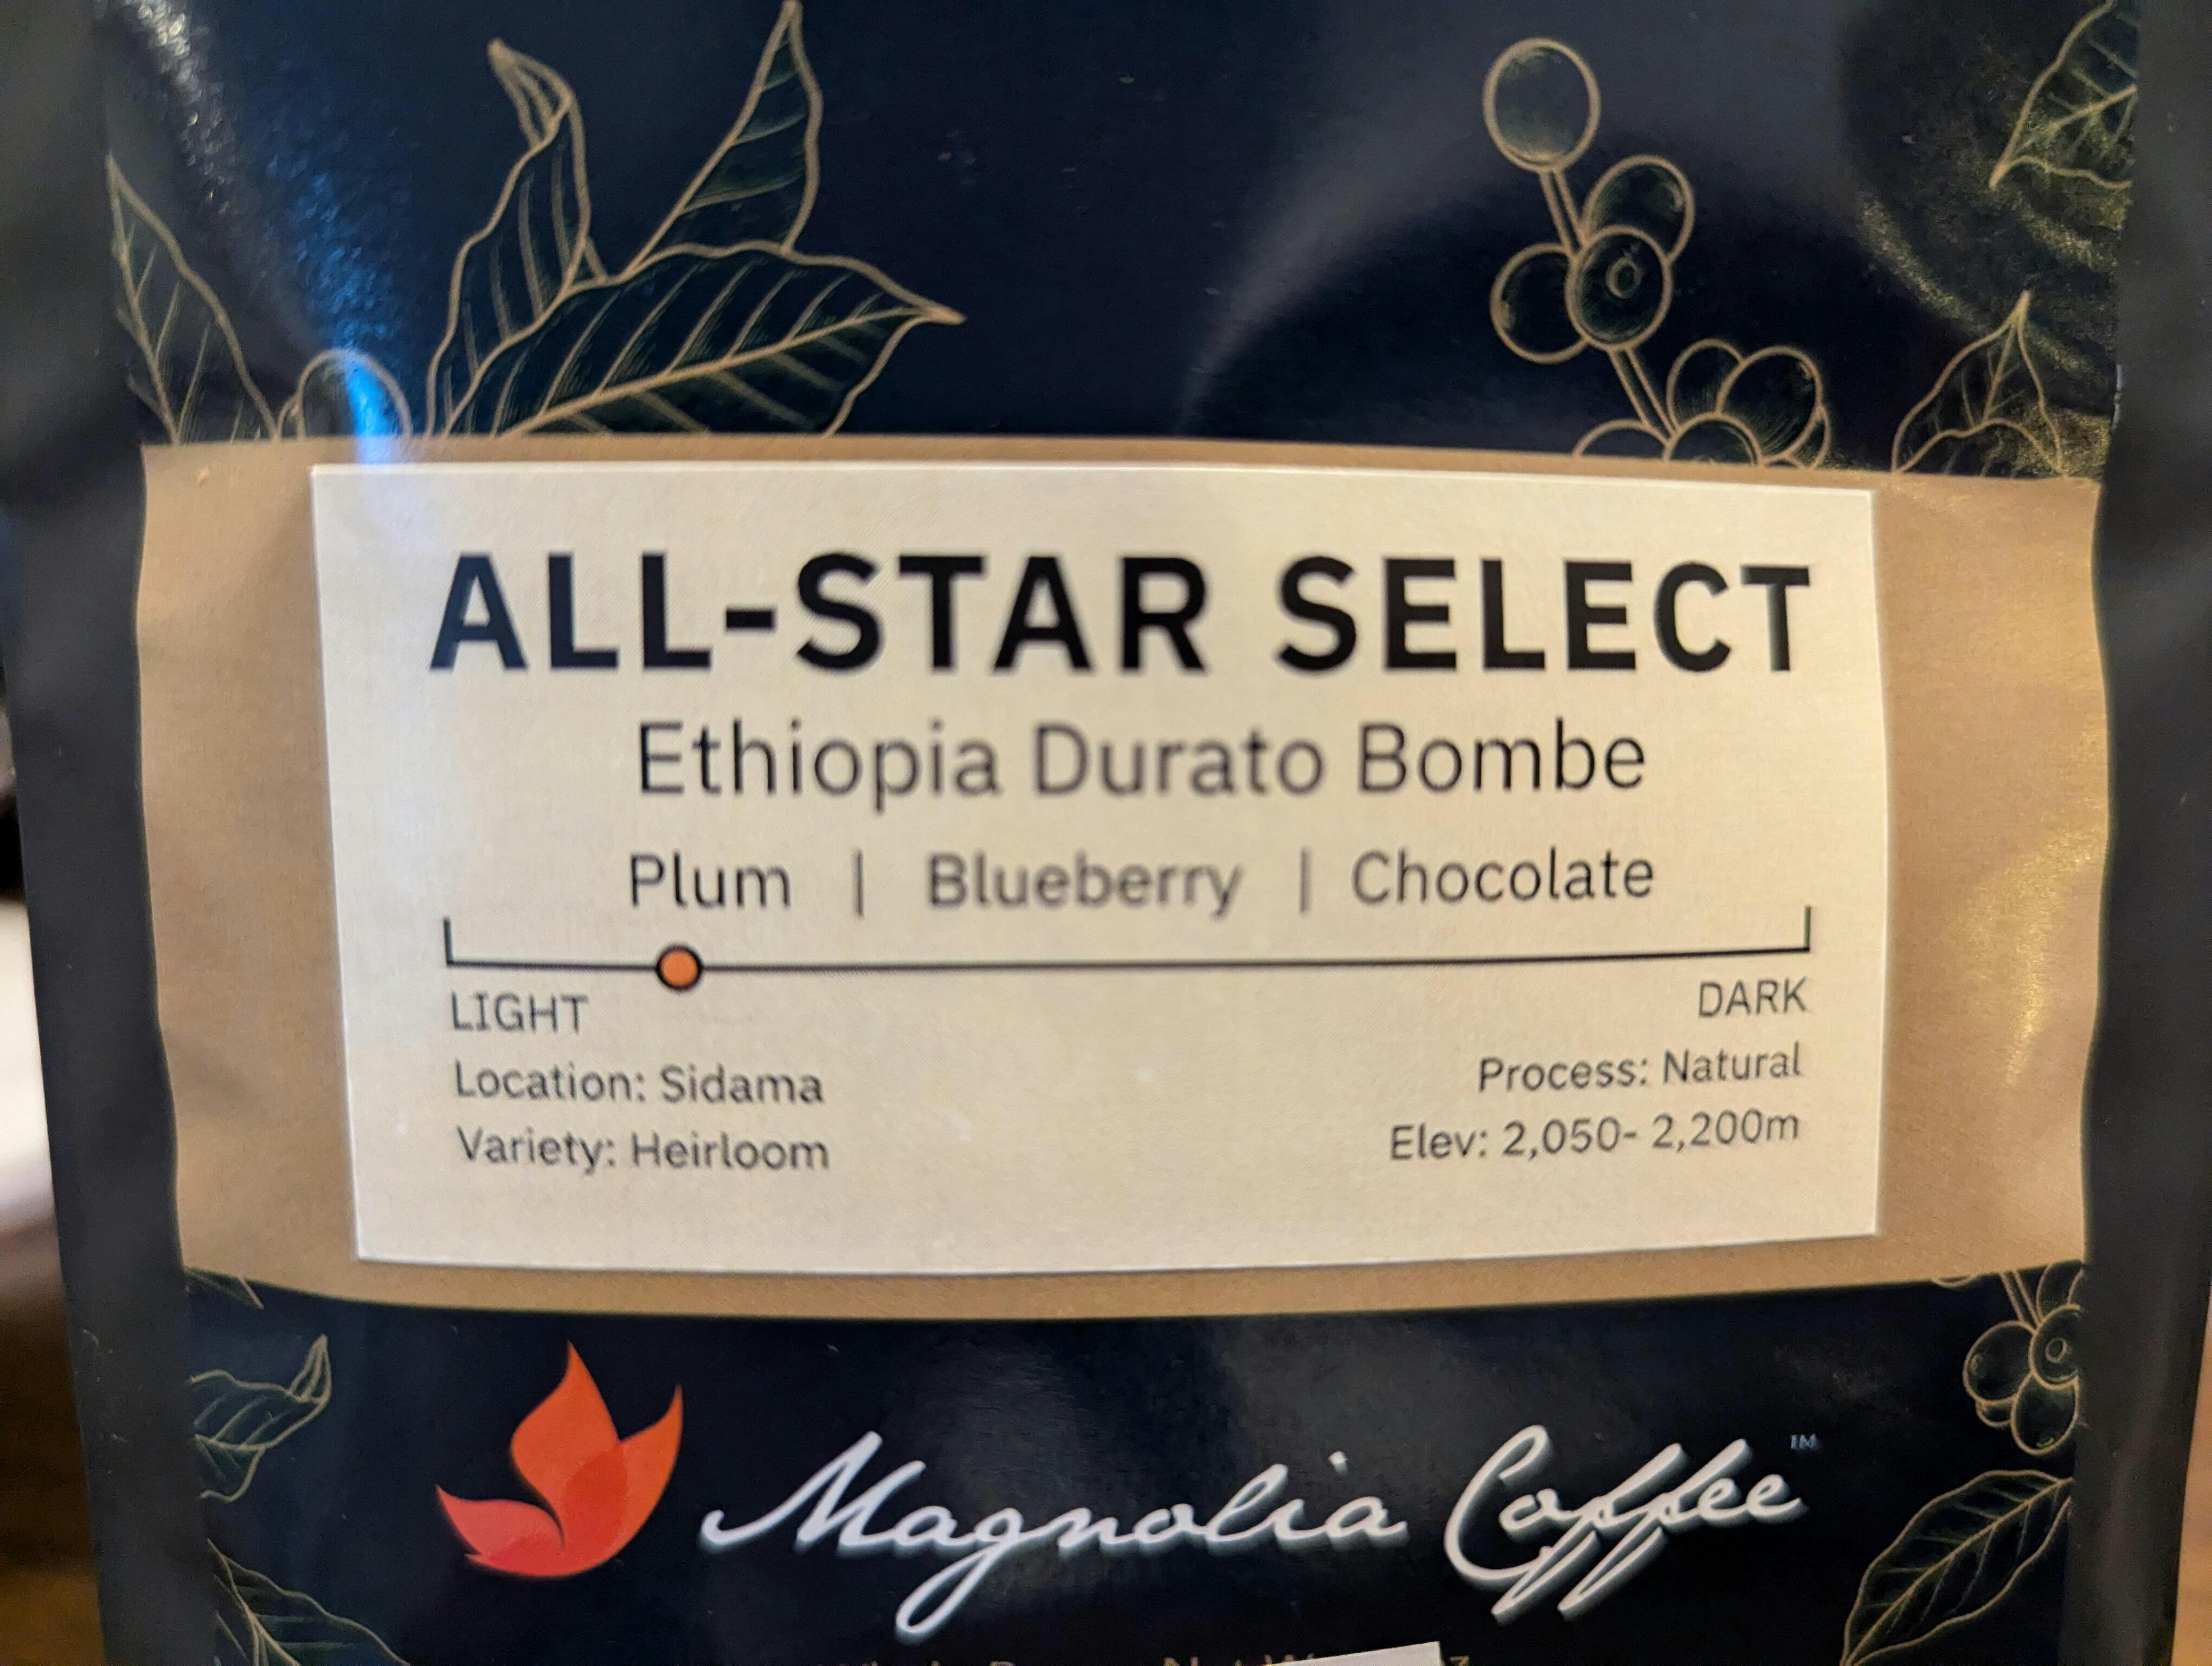 ALL-STAR SELECT
Ethiopia Durato Bombe
Plum | Blueberry | Chocolate
LIGHT DARK
Location: Sidama Process: Natural
Variety: Heirloom Elev: 2,050- 2,200m
Magnolia Coffee™